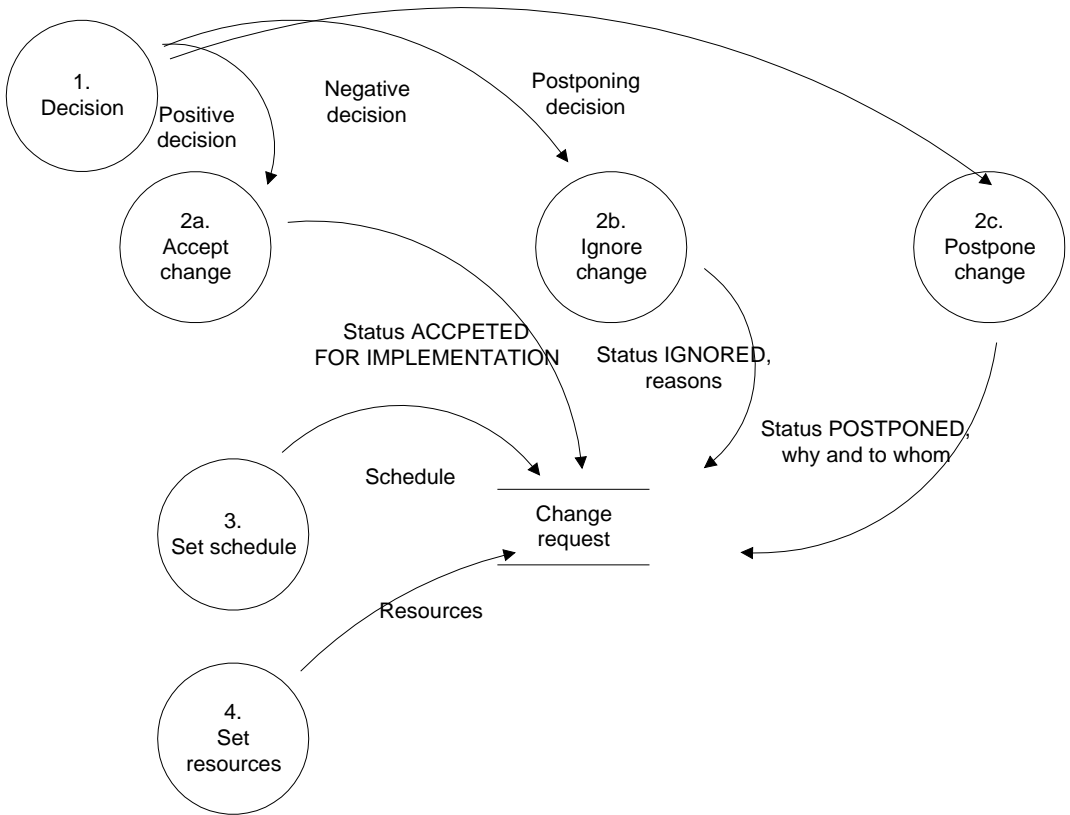 1.
Decision
Positive
decision
Negative
decision
Postponing
decision
2a.
Accept
change
2b.
Ignore
change
2c.
Postpone
change
Status ACCPETED
FOR IMPLEMENTATION
Status IGNORED,
reasons
Status POSTPONED,
why and to whom
Schedule
3.
Set schedule
Change
request
Resources
4.
Set
resources